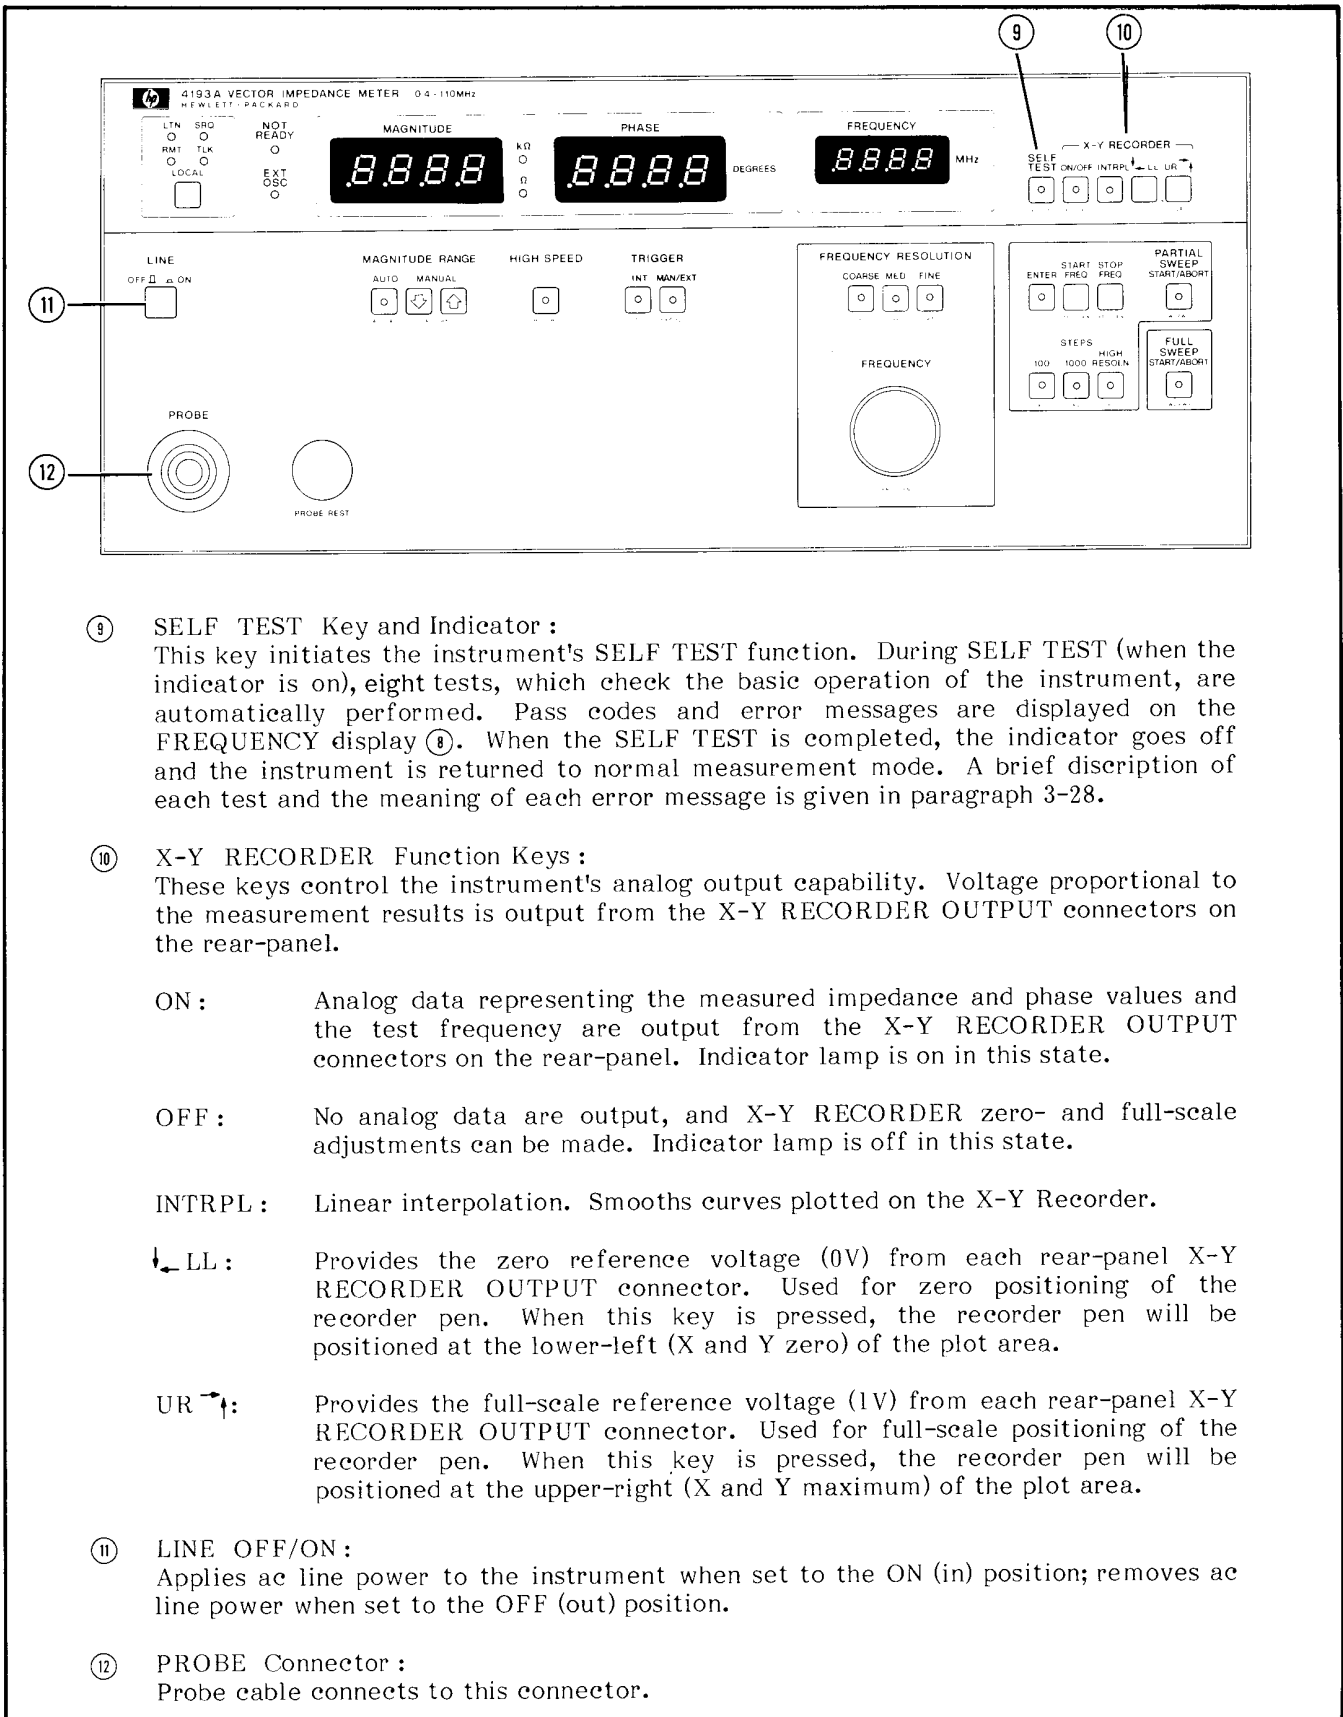 9 10
hp 4193A VECTOR IMPEDANCE METER 0.4-110MHz
HEWLETT·PACKARD
LTN SRQ
RMT TLK
LOCAL
NOT
READY
EXT
OSC
MAGNITUDE
.8.8.8.8
kΩ
Ω
PHASE
.8.8.8.8
DEGREES
FREQUENCY
.8.8.8.8
MHz
X-Y RECORDER
SELF
TEST ON/OFF INTRPL LL UR
11
LINE
OFF ON
MAGNITUDE RANGE
AUTO MANUAL
HIGH SPEED
TRIGGER
INT MAN/EXT
FREQUENCY RESOLUTION
COARSE MED FINE
FREQUENCY
START STOP
ENTER FREQ FREQ
PARTIAL
SWEEP
START/ABORT
STEPS
HIGH
100 1000 RESOLN
FULL
SWEEP
START/ABORT
12
PROBE
PROBE REST
9 SELF TEST Key and Indicator :
This key initiates the instrument's SELF TEST function. During SELF TEST (when the
indicator is on), eight tests, which check the basic operation of the instrument, are
automatically performed. Pass codes and error messages are displayed on the
FREQUENCY display 8. When the SELF TEST is completed, the indicator goes off
and the instrument is returned to normal measurement mode. A brief discription of
each test and the meaning of each error message is given in paragraph 3-28.
10 X-Y RECORDER Function Keys :
These keys control the instrument's analog output capability. Voltage proportional to
the measurement results is output from the X-Y RECORDER OUTPUT connectors on
the rear-panel.
ON : Analog data representing the measured impedance and phase values and
the test frequency are output from the X-Y RECORDER OUTPUT
connectors on the rear-panel. Indicator lamp is on in this state.
OFF : No analog data are output, and X-Y RECORDER zero- and full-scale
adjustments can be made. Indicator lamp is off in this state.
INTRPL : Linear interpolation. Smooths curves plotted on the X-Y Recorder.
↓← LL : Provides the zero reference voltage (0V) from each rear-panel X-Y
RECORDER OUTPUT connector. Used for zero positioning of the
recorder pen. When this key is pressed, the recorder pen will be
positioned at the lower-left (X and Y zero) of the plot area.
UR →↑: Provides the full-scale reference voltage (1V) from each rear-panel X-Y
RECORDER OUTPUT connector. Used for full-scale positioning of the
recorder pen. When this key is pressed, the recorder pen will be
positioned at the upper-right (X and Y maximum) of the plot area.
11 LINE OFF/ON :
Applies ac line power to the instrument when set to the ON (in) position; removes ac
line power when set to the OFF (out) position.
12 PROBE Connector :
Probe cable connects to this connector.